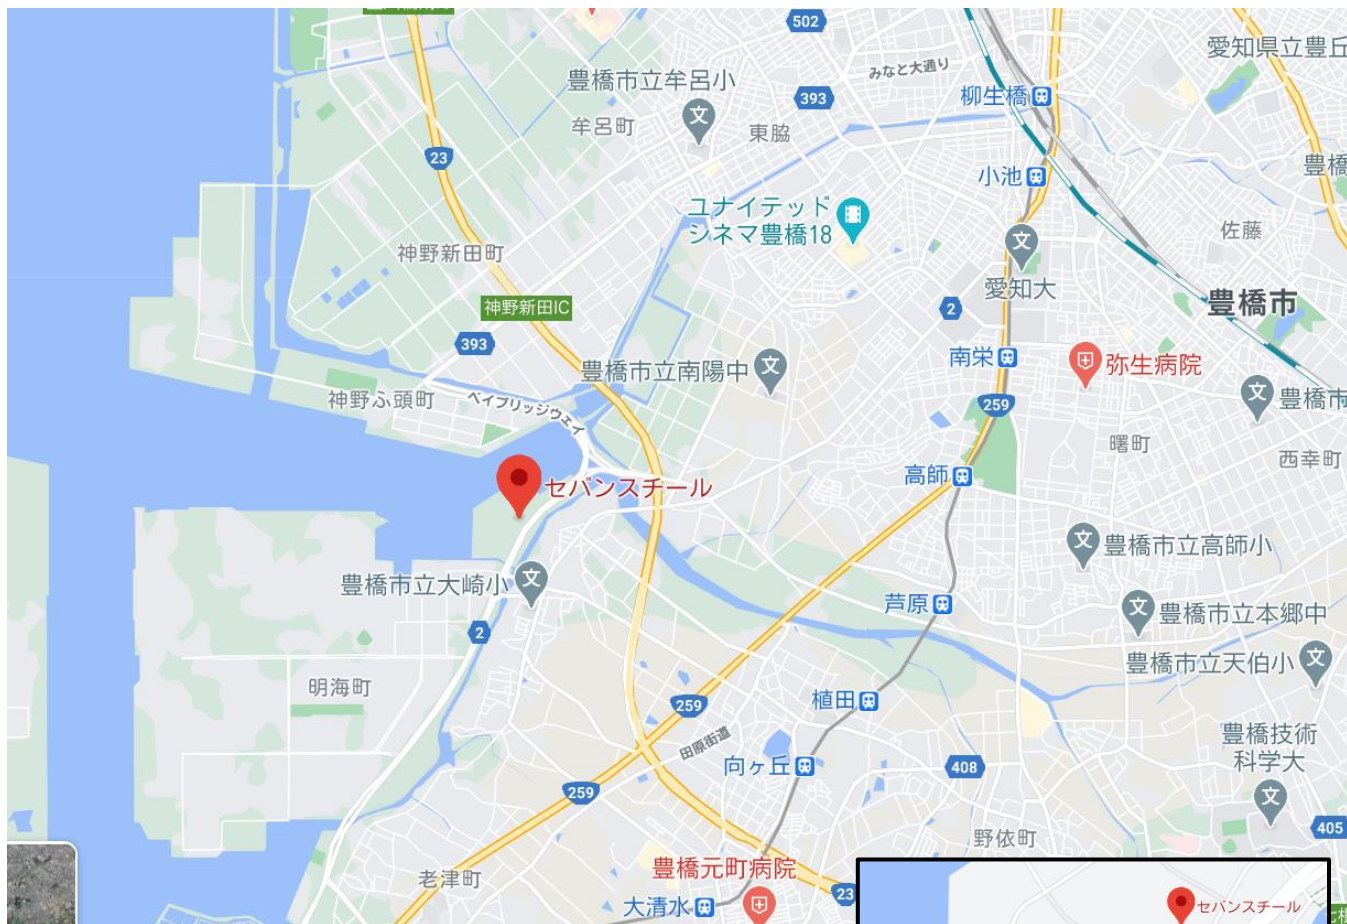 502
愛知県立豊丘
みなと大通り
豊橋市立牟呂小
393
柳生橋
牟呂町
東脇
23
小池
豊橋
ユナイテッド
シネマ豊橋18
佐藤
神野新田町
愛知大
豊橋市
神野新田IC
2
393
南栄
弥生病院
豊橋市立南陽中
豊橋市
神野ふ頭町
ベイブリッジウェイ
259
曙町
西幸町
高師
セバンスチール
豊橋市立高師小
豊橋市立大崎小
芦原
豊橋市立本郷中
2
豊橋市立天伯小
明海町
植田
259
豊橋技術
科学大
田原街道
向ヶ丘
408
259
405
野依町
豊橋元町病院
老津町
23
大清水
セバンスチール